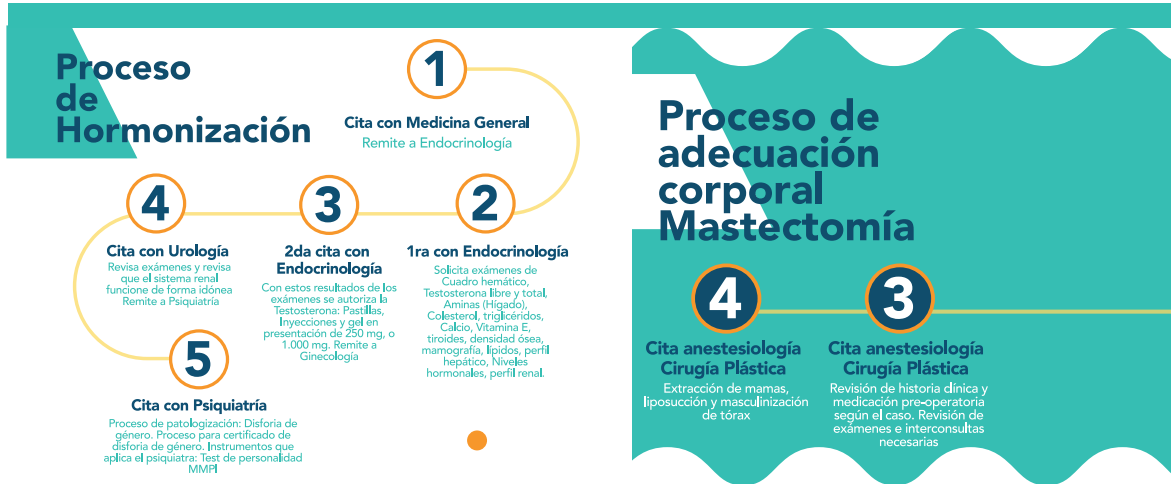 Proceso
de
Hormonización
1
Cita con Medicina General
Remite a Endocrinología
2
1ra con Endocrinología
Solicita exámenes de
Cuadro hemático,
Testosterona libre y total,
Aminas (Hígado),
Colesterol, triglicéridos,
Calcio, Vitamina E,
tiroides, densidad ósea,
mamografía, lípidos, perfil
hepático, Niveles
hormonales, perfil renal.
3
2da cita con
Endocrinología
Con estos resultados de los
exámenes se autoriza la
Testosterona: Pastillas,
Inyecciones y gel en
presentación de 250 mg, o
1.000 mg. Remite a
Ginecología
4
Cita con Urología
Revisa exámenes y revisa
que el sistema renal
funcione de forma idónea
Remite a Psiquiatría
5
Cita con Psiquiatría
Proceso de patologización: Disforia de
género. Proceso para certificado de
disforia de género. Instrumentos que
aplica el psiquiatra: Test de personalidad
MMPI
Proceso de
adecuación
corporal
Mastectomía
4
Cita anestesiología
Cirugía Plástica
Extracción de mamas,
liposucción y masculinización
de tórax
3
Cita anestesiología
Cirugía Plástica
Revisión de historia clínica y
medicación pre-operatoria
según el caso. Revisión de
exámenes e interconsultas
necesarias